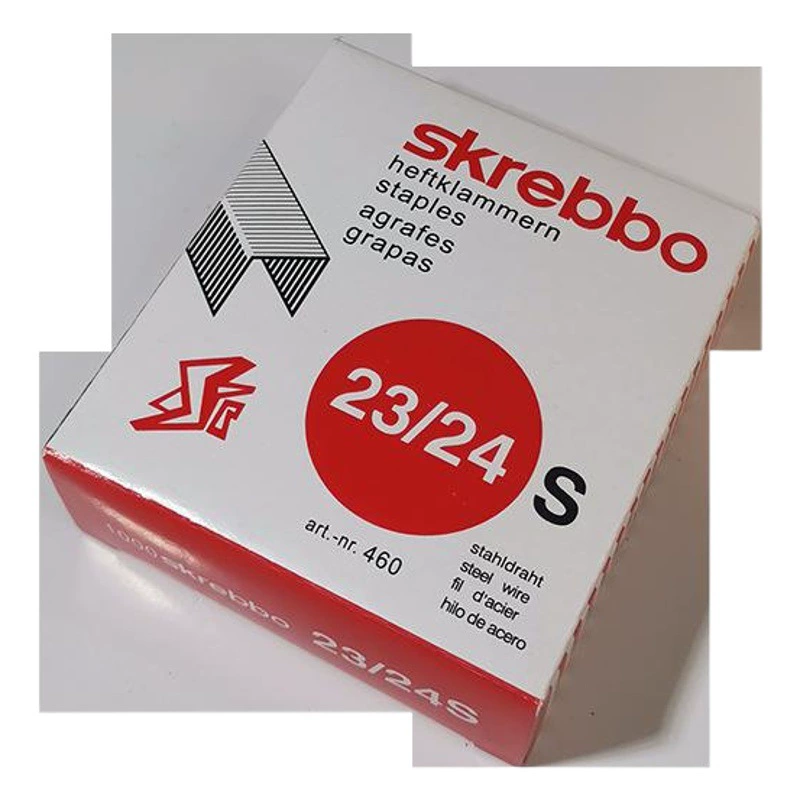 skrebbo
heftklammern
staples
agrafes
grapas
23/24 S
art.-nr. 460
stahldraht
steel wire
fil d'acier
hilo de acero
1000 skrebbo 23/24S